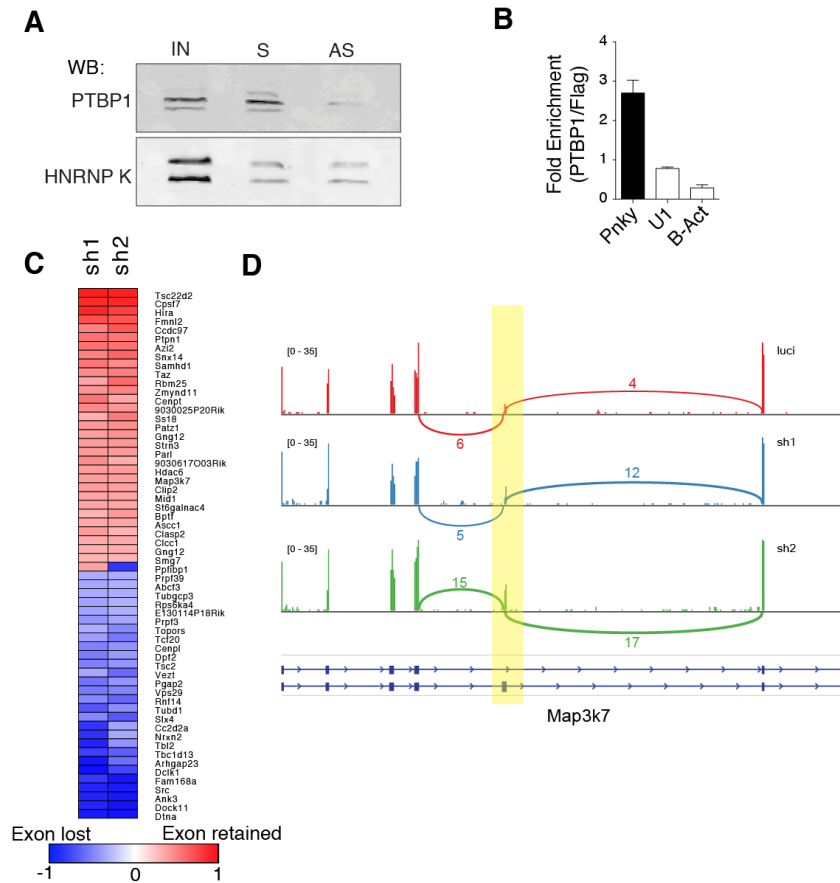 A
IN S AS
WB:
PTBP1
HNRNP K
B
4
3
2
1
0
Fold Enrichment
(PTBP1/Flag)
Pnky
U1
B-Act
C
sh1
sh2
Tsc22d2
Cpsf7
Hira
Fmnl2
Ccdc97
Ptpn1
Azi2
Snx14
Samhd1
Taz
Rbm25
Zmynd11
Cenpt
9030025P20Rik
Ss18
Patz1
Gng12
Strn3
Parl
9030617O03Rik
Hdac6
Map3k7
Clip2
Mid1
St6galnac4
Bptf
Ascc1
Clasp2
Clcc1
Gng12
Smg7
Ppfibp1
Prpf39
Abcf3
Tubgcp3
Rps6ka4
E130114P18Rik
Prpf3
Topors
Tcf20
Cenpl
Dpf2
Tsc2
Vezt
Pgap2
Vps29
Rnf14
Tubd1
Slx4
Cc2d2a
Nrxn2
Tbl2
Tbc1d13
Arhgap23
Dclk1
Fam168a
Src
Ank3
Dock11
Dtna
Exon lost Exon retained
-1 0 1
D
[0 - 35]
luci
4
6
[0 - 35]
sh1
12
5
[0 - 35]
sh2
15
17
Map3k7